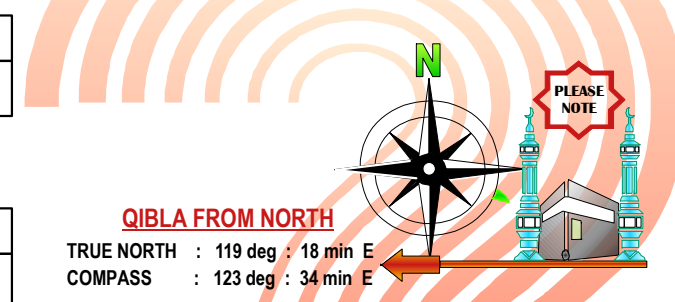 N
PLEASE
NOTE
QIBLA FROM NORTH
TRUE NORTH : 119 deg : 18 min E
COMPASS : 123 deg : 34 min E